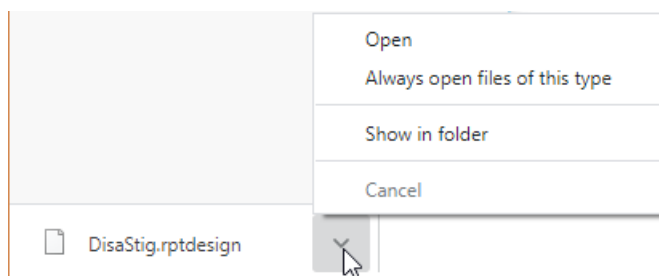 Open
Always open files of this type
Show in folder
Cancel
DisaStig.rptdesign